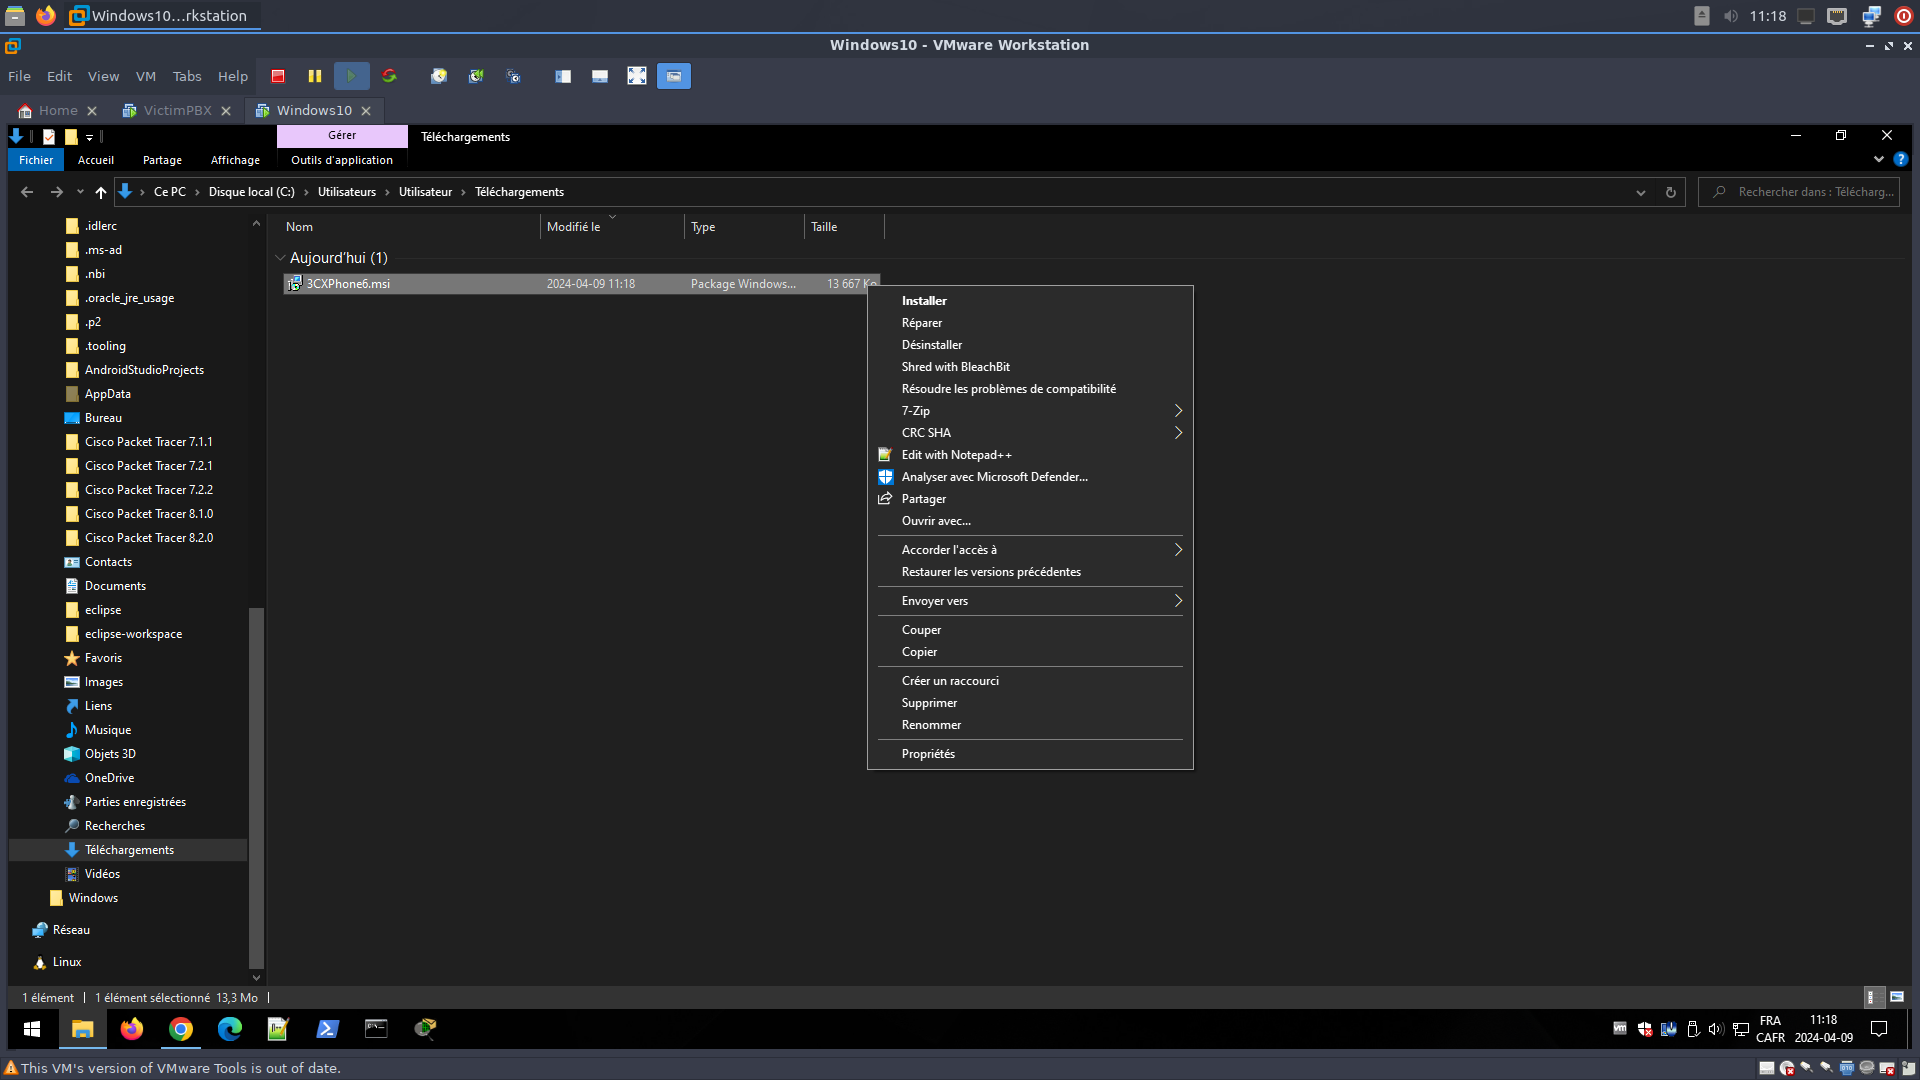 Windows10...rkstation
11:18
Windows10 - VMware Workstation
File Edit View VM Tabs Help
Home VictimPBX Windows10
Gérer Téléchargements
Fichier Accueil Partage Affichage Outils d'application
Ce PC Disque local (C:) Utilisateurs Utilisateur Téléchargements
Rechercher dans : Télécharg...
Nom Modifié le Type Taille
Aujourd'hui (1)
3CXPhone6.msi 2024-04-09 11:18 Package Windows... 13 667 Ko
.idlerc
.ms-ad
.nbi
.oracle_jre_usage
.p2
.tooling
AndroidStudioProjects
AppData
Bureau
Cisco Packet Tracer 7.1.1
Cisco Packet Tracer 7.2.1
Cisco Packet Tracer 7.2.2
Cisco Packet Tracer 8.1.0
Cisco Packet Tracer 8.2.0
Contacts
Documents
eclipse
eclipse-workspace
Favoris
Images
Liens
Musique
Objets 3D
OneDrive
Parties enregistrées
Recherches
Téléchargements
Vidéos
Windows
Réseau
Linux
Installer
Réparer
Désinstaller
Shred with BleachBit
Résoudre les problèmes de compatibilité
7-Zip
CRC SHA
Edit with Notepad++
Analyser avec Microsoft Defender...
Partager
Ouvrir avec...
Accorder l'accès à
Restaurer les versions précédentes
Envoyer vers
Couper
Copier
Créer un raccourci
Supprimer
Renommer
Propriétés
1 élément 1 élément sélectionné 13,3 Mo
FRA
CAFR
11:18
2024-04-09
This VM's version of VMware Tools is out of date.